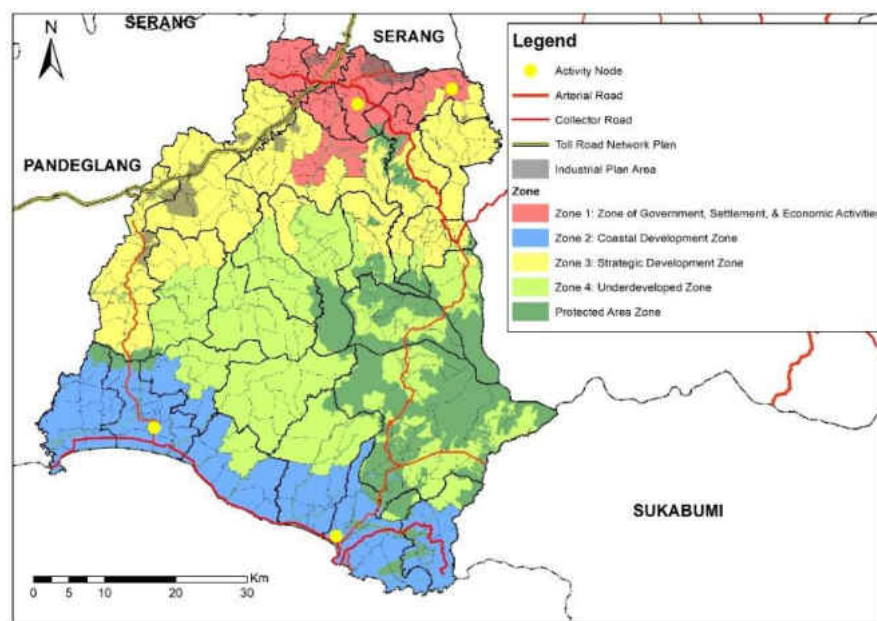 SERANG
N
SERANG
PANDEGLANG
SUKABUMI
Km
0 5 10 20 30
Legend
Activity Node
Arterial Road
Collector Road
Toll Road Network Plan
Industrial Plan Area
Zone
Zone 1: Zone of Government, Settlement, & Economic Activities
Zone 2: Coastal Development Zone
Zone 3: Strategic Development Zone
Zone 4: Underdeveloped Zone
Protected Area Zone